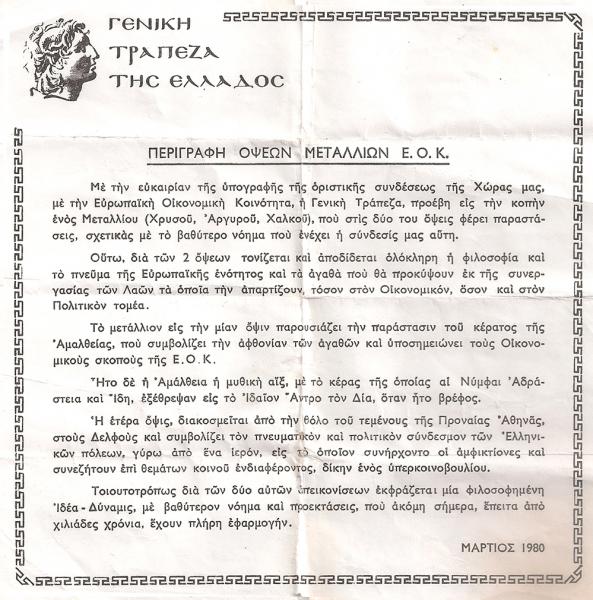 ΓΕΝΙΚΗ
ΤΡΑΠΕΖΑ
ΤΗΣ ΕΛΛΑΔΟΣ
ΠΕΡΙΓΡΑΦΗ ΟΨΕΩΝ ΜΕΤΑΛΛΙΩΝ Ε.Ο.Κ.
Μὲ τὴν εὐκαιρίαν τῆς ὑπογραφῆς τῆς ὁριστικῆς συνδέσεως τῆς Χώρας μας,
μὲ τὴν Εὐρωπαϊκὴ Οἰκονομικὴ Κοινότητα, ἡ Γενικὴ Τράπεζα, προέβη εἰς τὴν κοπὴν
ἑνὸς Μεταλλίου (Χρυσοῦ, Ἀργυροῦ, Χαλκοῦ), ποὺ στὶς δύο του ὄψεις φέρει παραστά-
σεις, σχετικὰς μὲ τὸ βαθύτερο νόημα ποὺ ἐνέχει ἡ σύνδεσίς μας αὕτη.
Οὕτω, διὰ τῶν 2 ὄψεων τονίζεται καὶ ἀποδίδεται ὁλόκληρη ἡ φιλοσοφία καὶ
τὸ πνεῦμα τῆς Εὐρωπαϊκῆς ἑνότητος καὶ τὰ ἀγαθὰ ποὺ θὰ προκύψουν ἐκ τῆς συνερ-
γασίας τῶν Λαῶν τὰ ὁποῖα τὴν ἀπαρτίζουν, τόσον στὸν Οἰκονομικόν, ὅσον καὶ στὸν
Πολιτικὸν τομέα.
Τὸ μετάλλιον εἰς τὴν μίαν ὄψιν παρουσιάζει τὴν παράστασιν τοῦ κέρατος τῆς
Ἀμαλθείας, ποὺ συμβολίζει τὴν ἀφθονίαν τῶν ἀγαθῶν καὶ ὑποσημειώνει τοὺς Οἰκονο-
μικοὺς σκοποὺς τῆς Ε.Ο.Κ.
Ἦτο δὲ ἡ Ἀμάλθεια ἡ μυθικὴ αἴξ, μὲ τὸ κέρας τῆς ὁποίας αἱ Νύμφαι Ἀδρά-
στεια καὶ Ἴδη, ἐξέθρεψαν εἰς τὸ Ἰδαῖον Ἄντρο τὸν Δία, ὅταν ἦτο βρέφος.
Ἡ ἑτέρα ὄψις, διακοσμεῖται ἀπὸ τὴν θόλο τοῦ τεμένους τῆς Προναίας Ἀθηνᾶς,
στοὺς Δελφοὺς καὶ συμβολίζει τὸν πνευματικὸν καὶ πολιτικὸν σύνδεσμον τῶν Ἑλληνι-
κῶν πόλεων, γύρω ἀπὸ ἕνα ἱερόν, εἰς τὸ ὁποῖον συνήρχοντο οἱ ἀμφικτίονες καὶ
συνεζητοῦν ἐπὶ θεμάτων κοινοῦ ἐνδιαφέροντος, δίκην ἑνὸς ὑπερκοινοβουλίου.
Τοιουτοτρόπως διὰ τῶν δύο αὐτῶν ἀπεικονίσεων ἐκφράζεται μία φιλοσοφημένη
Ἰδέα - Δύναμις, μὲ βαθύτερον νόημα καὶ προεκτάσεις, ποὺ ἀκόμη σήμερα, ἔπειτα ἀπὸ
χιλιάδες χρόνια, ἔχουν πλήρη ἐφαρμογήν.
ΜΑΡΤΙΟΣ 1980